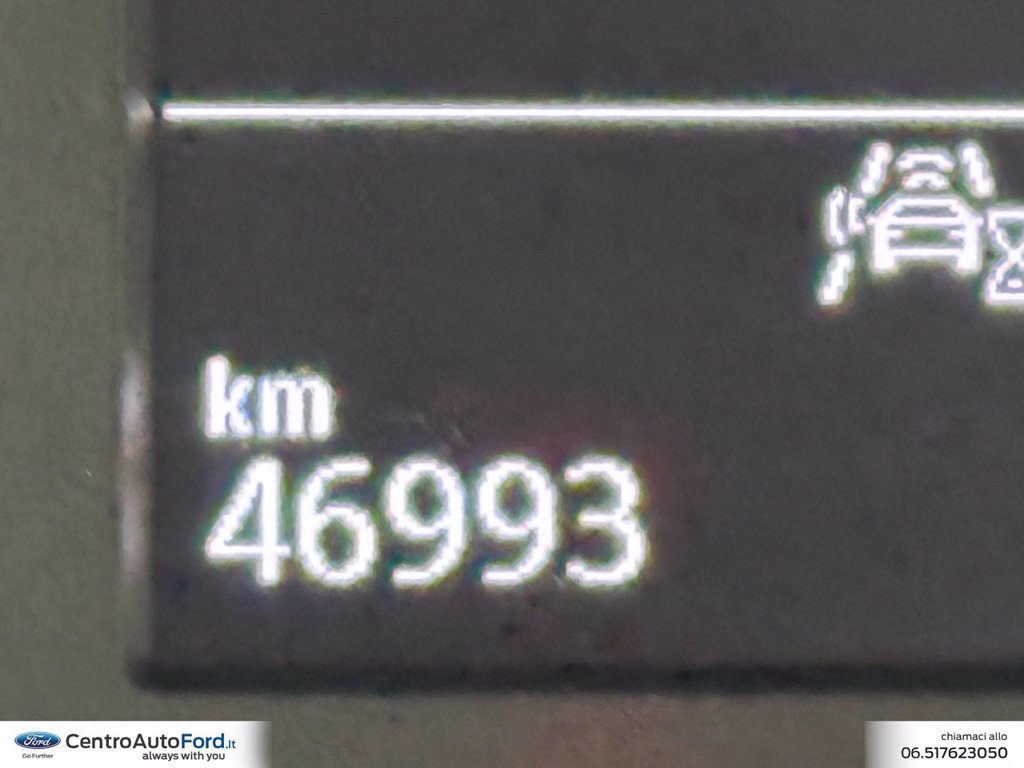 km
46993
Ford
Go Further
CentroAutoFord.it
always with you
chiamaci allo
06.517623050